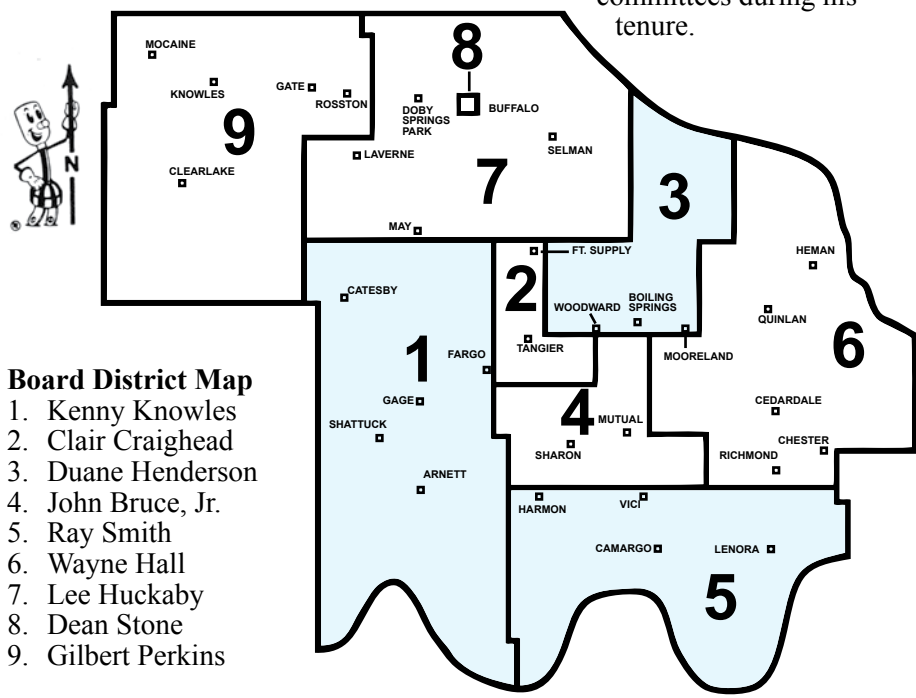 committees during his
tenure.
MOCAINE
KNOWLES
GATE
ROSSTON
9
CLEARLAKE
8
DOBY
SPRINGS
PARK
BUFFALO
SELMAN
LAVERNE
7
MAY
N
®
3
FT. SUPPLY
2
WOODWARD
BOILING
SPRINGS
TANGIER
MOORELAND
HEMAN
QUINLAN
6
CEDARDALE
CHESTER
RICHMOND
CATESBY
1
FARGO
GAGE
SHATTUCK
ARNETT
4
MUTUAL
SHARON
HARMON
VICI
CAMARGO
LENORA
5
Board District Map
1. Kenny Knowles
2. Clair Craighead
3. Duane Henderson
4. John Bruce, Jr.
5. Ray Smith
6. Wayne Hall
7. Lee Huckaby
8. Dean Stone
9. Gilbert Perkins